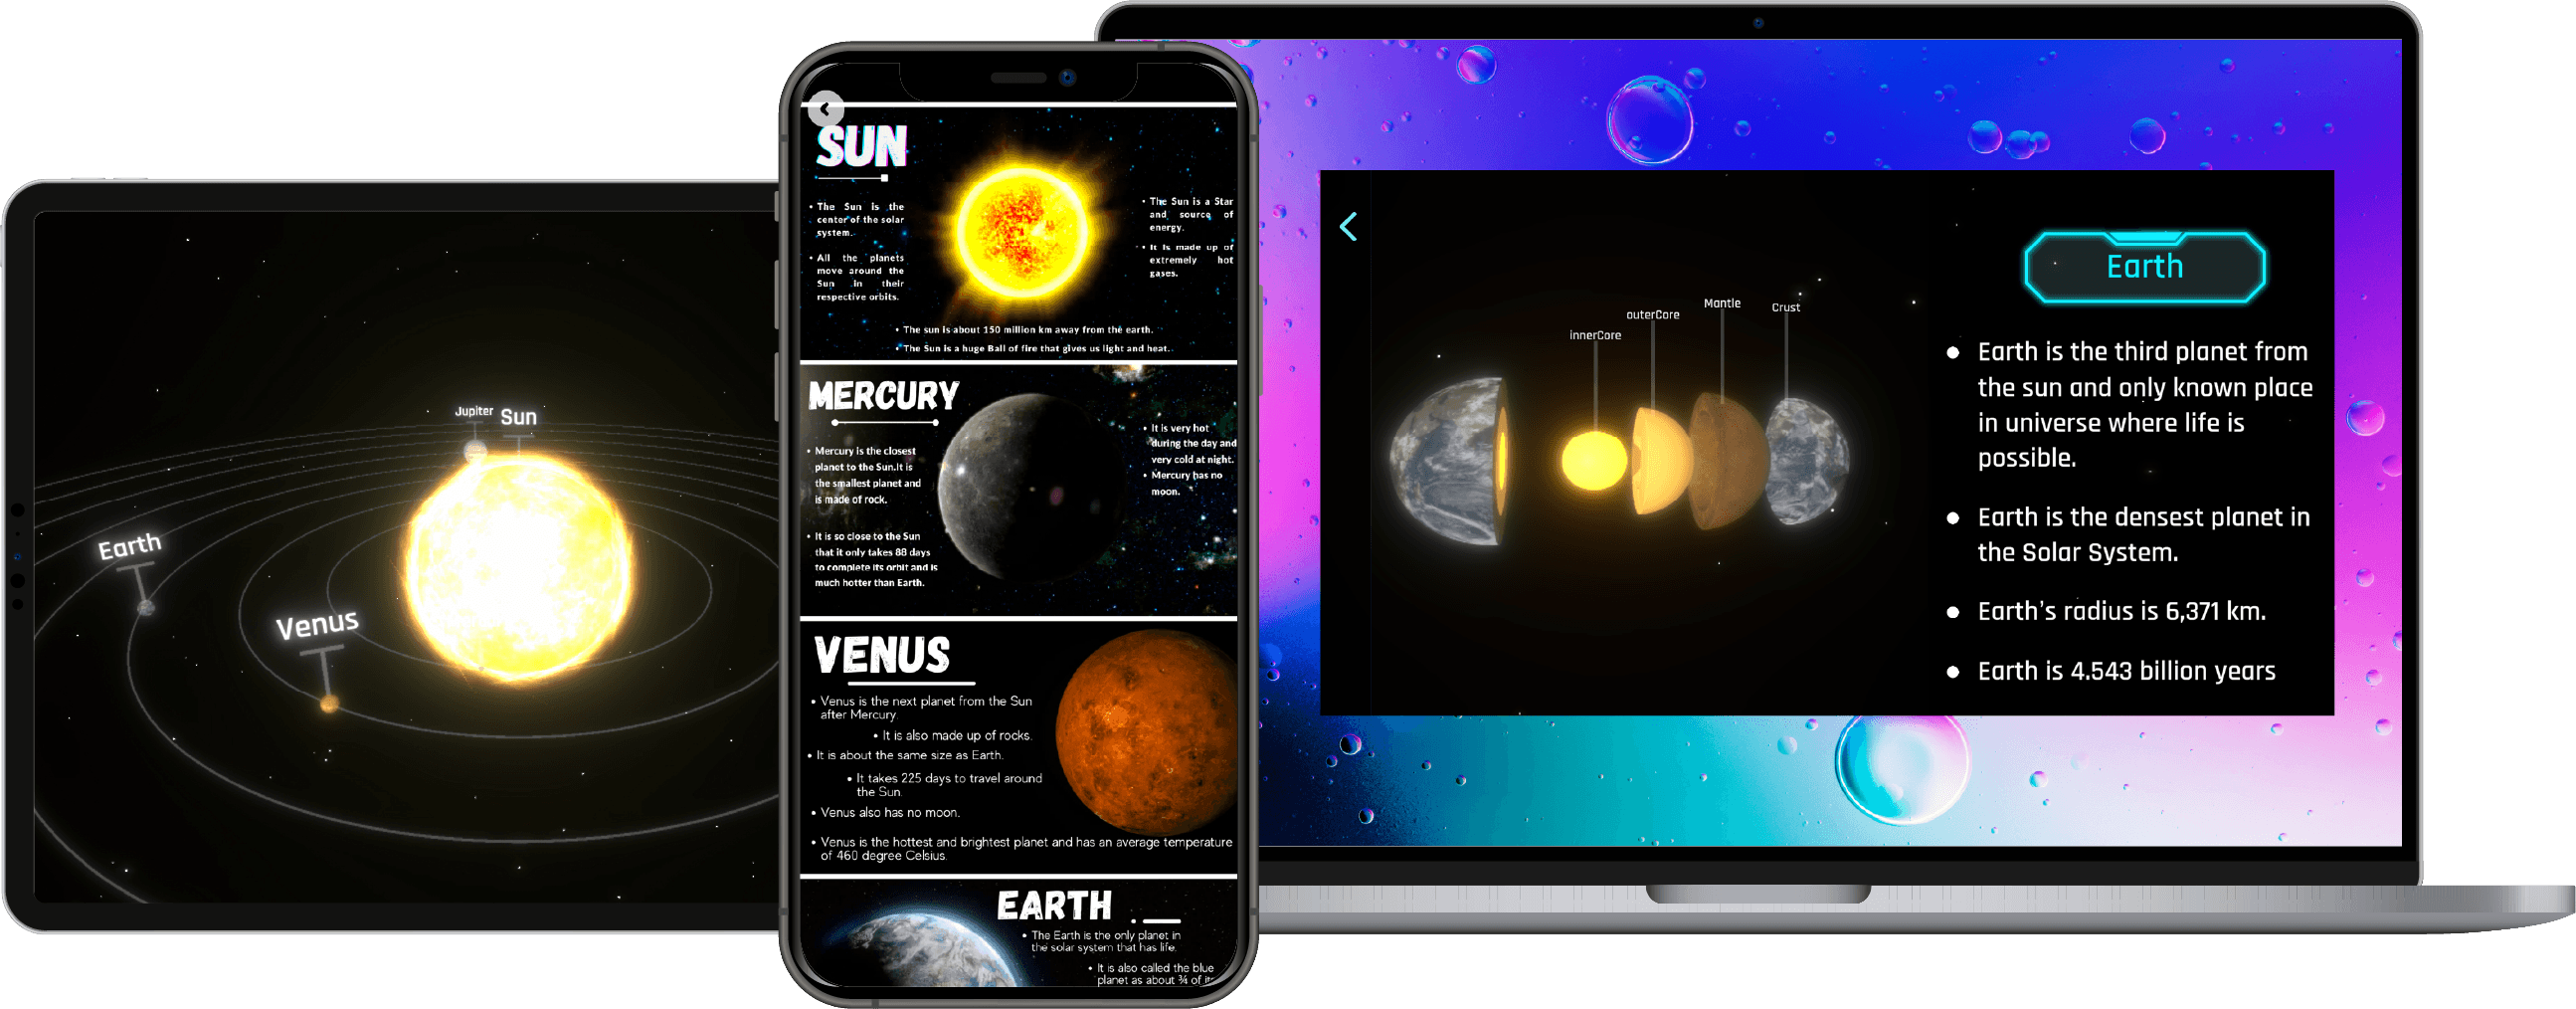 Jupiter
Sun
Earth
Venus
SUN
• The Sun is the
center of the solar
system.
• All the planets
move around the
Sun in their
respective orbits.
• The Sun is a Star
and source of
energy.
• It is made up of
extremely hot
gases.
• The sun is about 150 million km away from the earth.
• The Sun is a huge Ball of fire that gives us light and heat.
MERCURY
• Mercury is the closest
planet to the Sun.It is
the smallest planet and
is made of rock.
• It is so close to the Sun
that it only takes 88 days
to complete its orbit and is
much hotter than Earth.
• It is very hot
during the day and
very cold at night.
• Mercury has no
moon.
VENUS
• Venus is the next planet from the Sun
after Mercury.
• It is also made up of rocks.
• It is about the same size as Earth.
• It takes 225 days to travel around
the Sun.
• Venus also has no moon.
• Venus is the hottest and brightest planet and has an average temperature
of 460 degree Celsius.
EARTH
• The Earth is the only planet in
the solar system that has life.
• It is also called the blue
planet as about ¾ of its
innerCore
outerCore
Mantle
Crust
Earth
• Earth is the third planet from
the sun and only known place
in universe where life is
possible.
• Earth is the densest planet in
the Solar System.
• Earth's radius is 6,371 km.
• Earth is 4.543 billion years